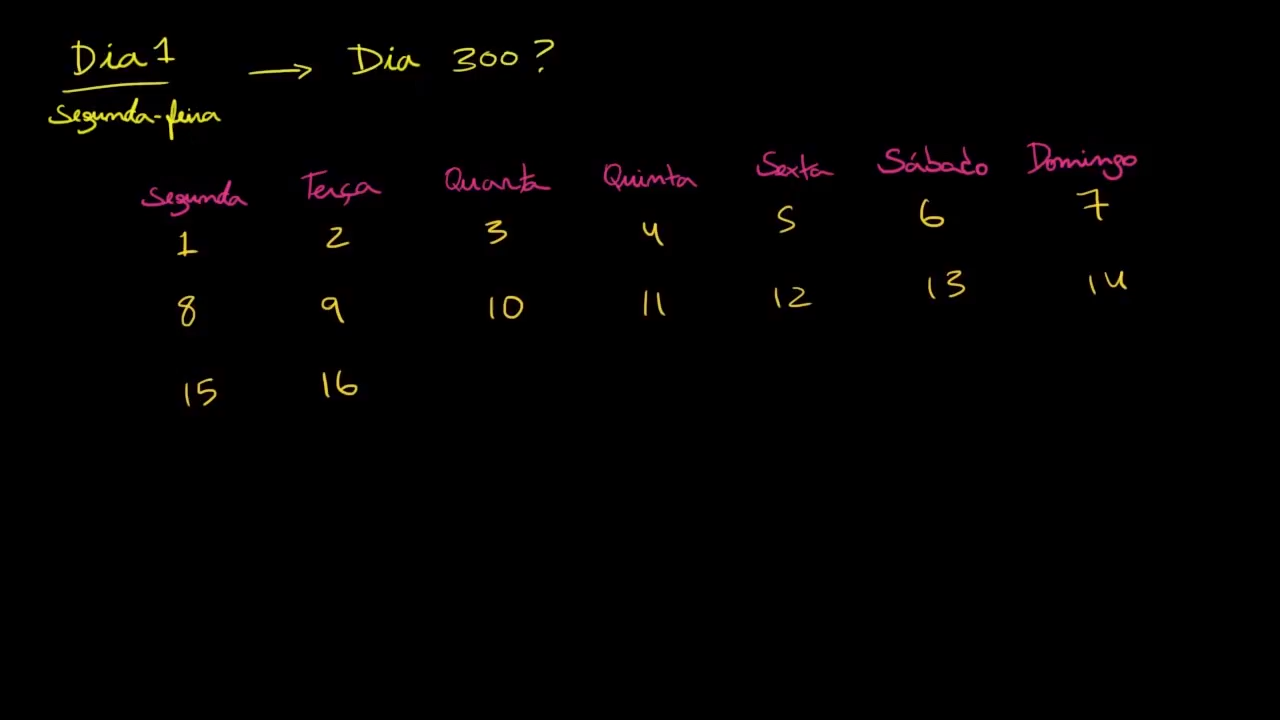 Dia 1 → Dia 300?
Segunda-feira
Segunda Terça Quarta Quinta Sexta Sábado Domingo
1 2 3 4 5 6 7
8 9 10 11 12 13 14
15 16